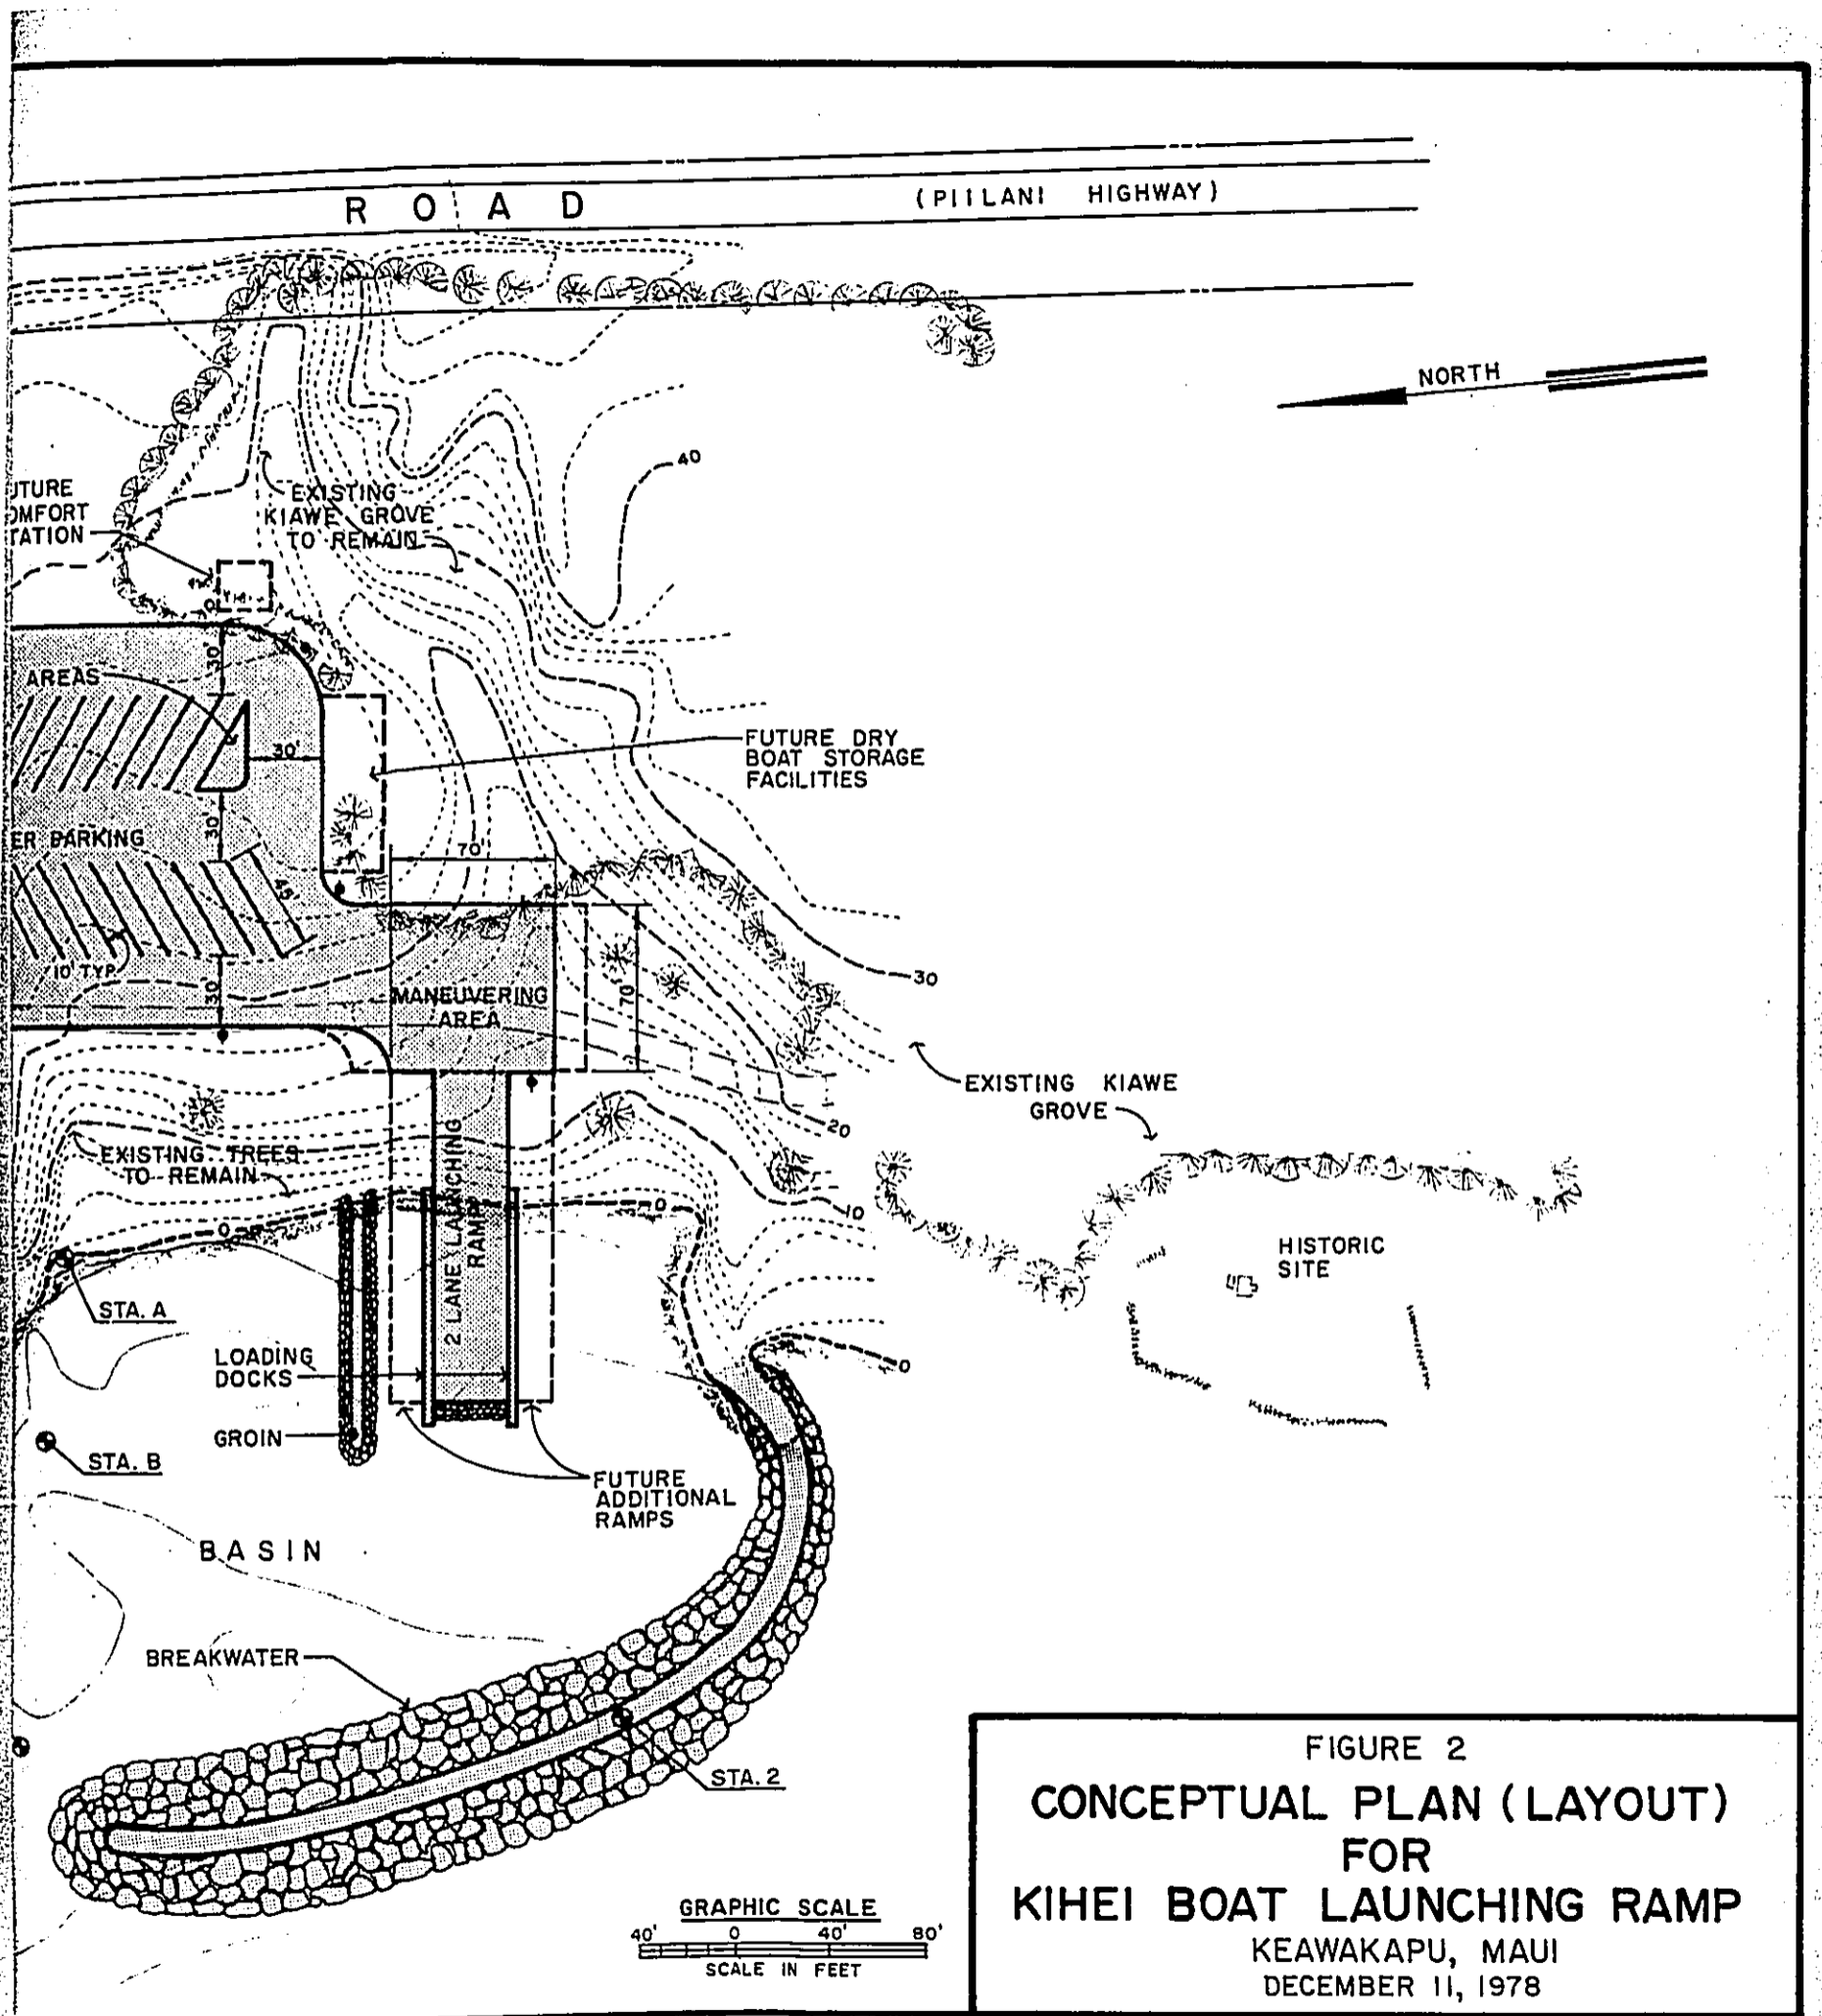 ROAD
(PIILANI HIGHWAY)
NORTH
40
UTURE
OMFORT
TATION
EXISTING
KIAWE GROVE
TO REMAIN
30'
AREAS
30'
FUTURE DRY
BOAT STORAGE
FACILITIES
30'
ER PARKING
70'
45'
10' TYP.
30'
MANEUVERING
AREA
70'
30
EXISTING KIAWE
GROVE
20
EXISTING TREES
TO REMAIN
2 LANE LAUNCHING
RAMP
0
0
10
HISTORIC
SITE
STA. A
LOADING
DOCKS
0
GROIN
STA. B
FUTURE
ADDITIONAL
RAMPS
BASIN
BREAKWATER
STA. 2
GRAPHIC SCALE
40' 0 40' 80'
SCALE IN FEET
FIGURE 2
CONCEPTUAL PLAN (LAYOUT)
FOR
KIHEI BOAT LAUNCHING RAMP
KEAWAKAPU, MAUI
DECEMBER 11, 1978